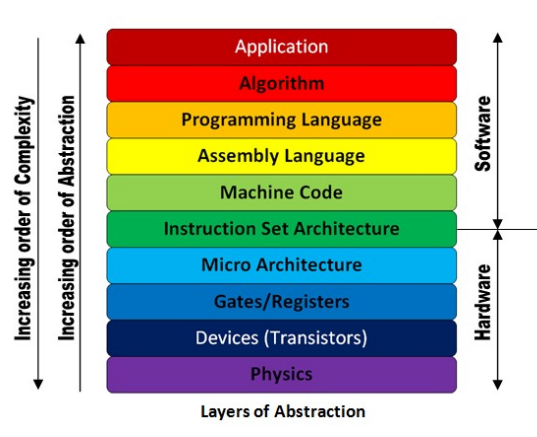 Increasing order of Complexity
Increasing order of Abstraction
Application
Algorithm
Programming Language
Assembly Language
Machine Code
Instruction Set Architecture
Micro Architecture
Gates/Registers
Devices (Transistors)
Physics
Software
Hardware
Layers of Abstraction